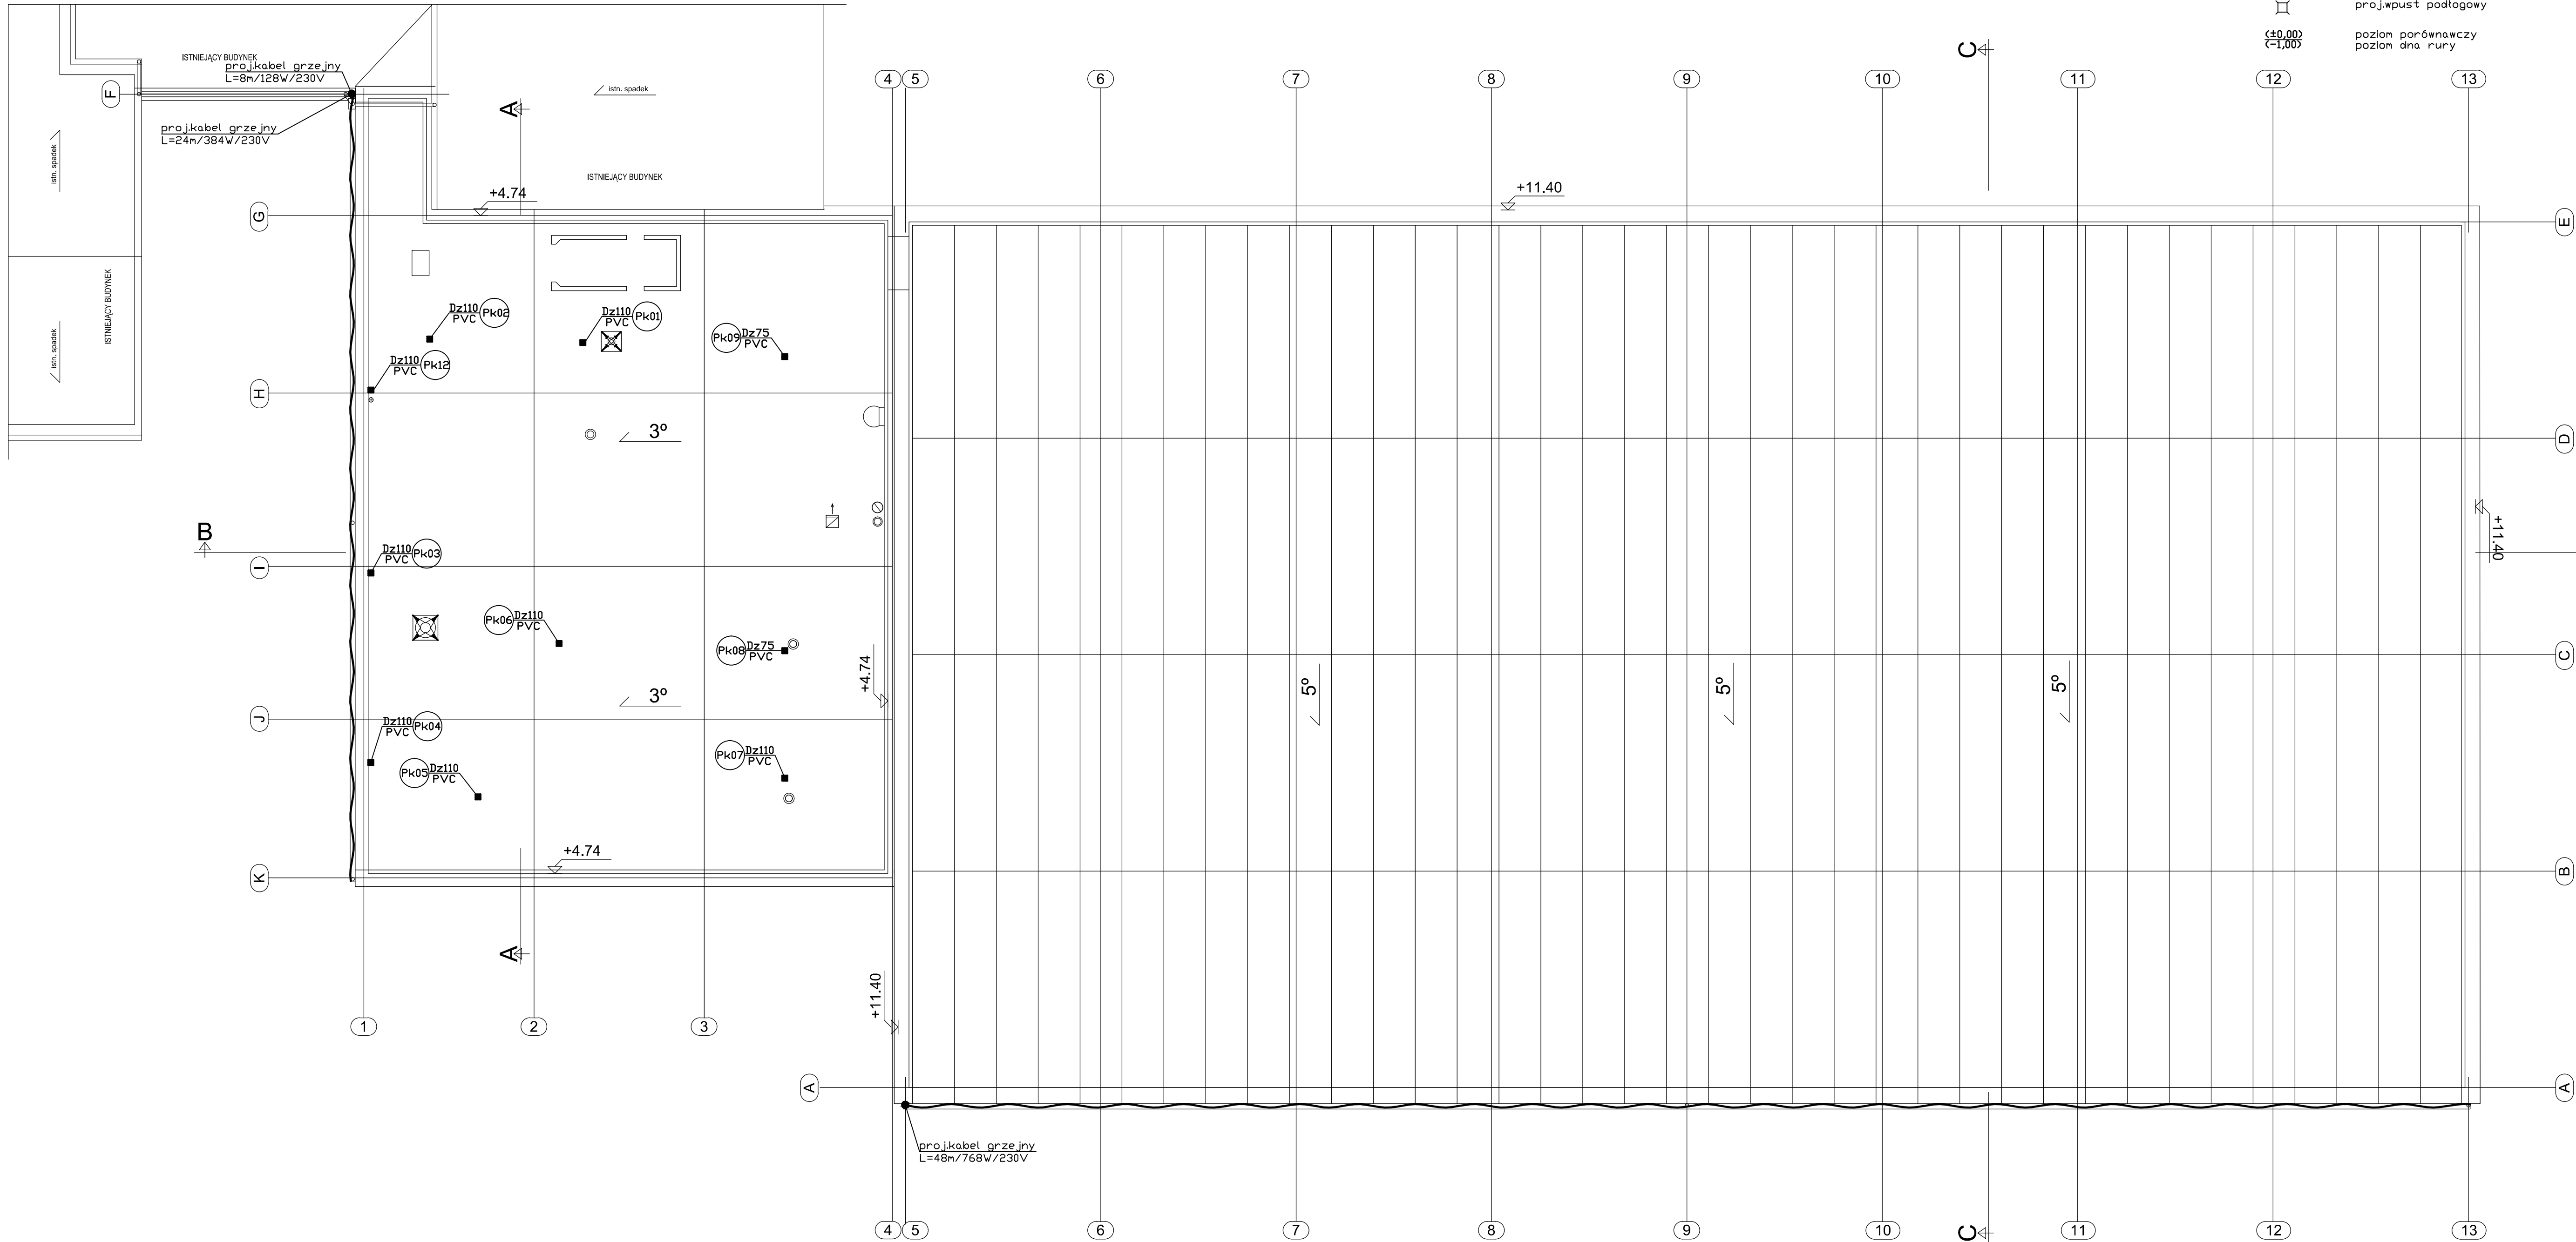 proj.wpust podłogowy
(±0,00)
(-1,00)
poziom porównawczy
poziom dna rury
ISTNIEJĄCY BUDYNEK
proj.kabel grzejny
L=8m/128W/230V
F
proj.kabel grzejny
L=24m/384W/230V
istn. spadek
istn. spadek
ISTNIEJĄCY BUDYNEK
istn. spadek
ISTNIEJĄCY BUDYNEK
A
C
4
5
6
7
8
9
10
11
12
13
+4.74
+11.40
G
E
Dz110
PVC
Pk02
Dz110
PVC
Pk01
Pk09
Dz75
PVC
Dz110
PVC
Pk12
H
3°
D
B
+11.40
Dz110
PVC
Pk03
I
Pk06
Dz110
PVC
Pk08
Dz75
PVC
C
+4.74
3°
5°
5°
5°
J
Dz110
PVC
Pk04
Pk07
Dz110
PVC
Pk05
Dz110
PVC
+4.74
K
B
A
+11.40
1
2
3
A
A
proj.kabel grzejny
L=48m/768W/230V
4
5
6
7
8
9
10
C
11
12
13